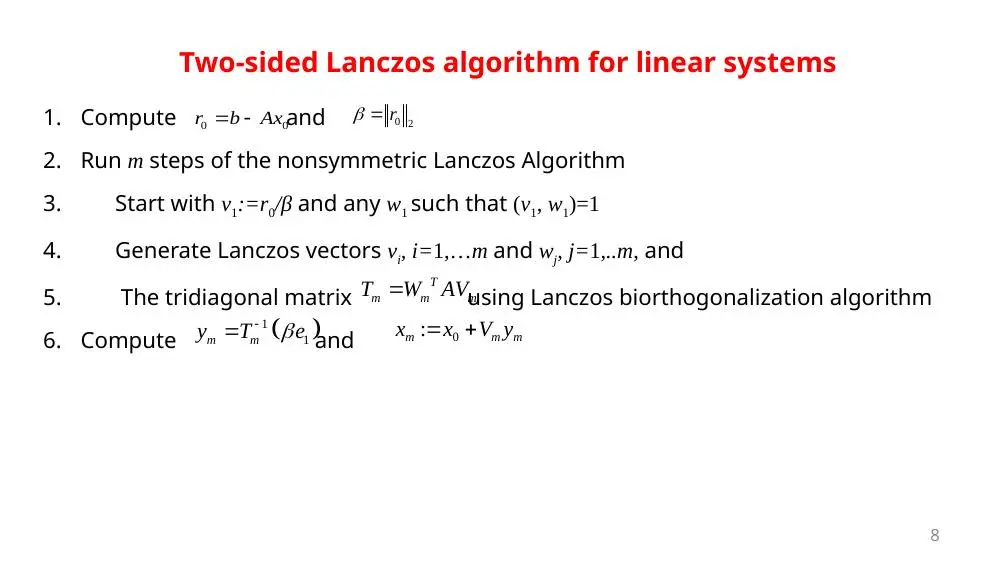 Two-sided Lanczos algorithm for linear systems
1. Compute r₀ =b- Ax₀ and β =‖r₀‖₂
2. Run m steps of the nonsymmetric Lanczos Algorithm
3. Start with v₁:=r₀/β and any w₁ such that (v₁, w₁)=1
4. Generate Lanczos vectors vᵢ, i=1,…m and wⱼ, j=1,..m, and
5. The tridiagonal matrix Tₘ =Wₘᵀ AVₘ using Lanczos biorthogonalization algorithm
6. Compute yₘ =Tₘ⁻¹(βe₁) and xₘ :=x₀ +Vₘyₘ
8